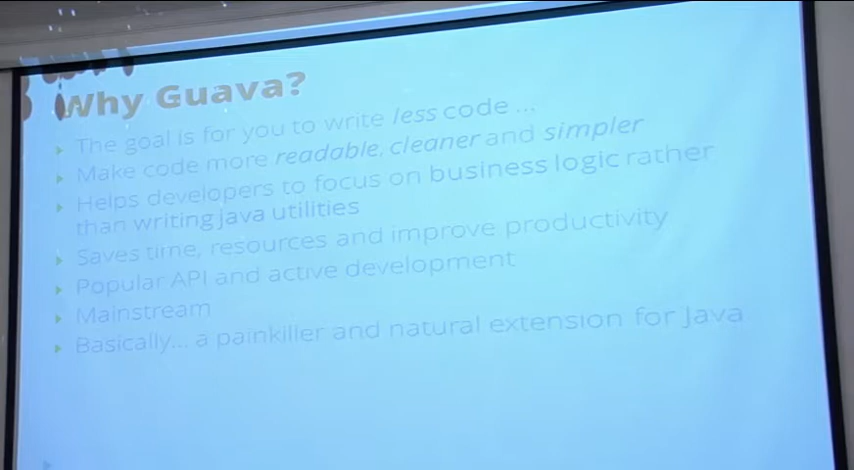 Why Guava?
The goal is for you to write less code ...
Make code more readable, cleaner and simpler
Helps developers to focus on business logic rather
than writing java utilities
Saves time, resources and improve productivity
Popular API and active development
Mainstream
Basically... a painkiller and natural extension for Java